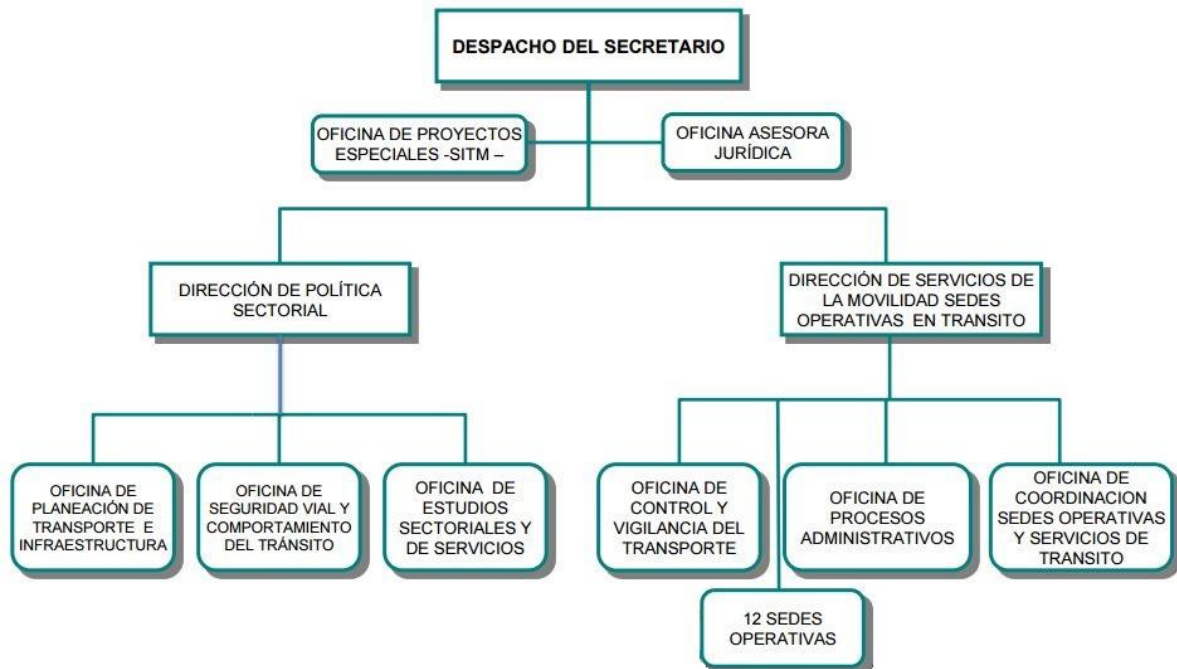 DESPACHO DEL SECRETARIO
OFICINA DE PROYECTOS
ESPECIALES -SITM –
OFICINA ASESORA
JURÍDICA
DIRECCIÓN DE POLÍTICA
SECTORIAL
DIRECCIÓN DE SERVICIOS DE
LA MOVILIDAD SEDES
OPERATIVAS EN TRANSITO
OFICINA DE
PLANEACIÓN DE
TRANSPORTE E
INFRAESTRUCTURA
OFICINA DE
SEGURIDAD VIAL Y
COMPORTAMIENTO
DEL TRÁNSITO
OFICINA DE
ESTUDIOS
SECTORIALES Y
DE SERVICIOS
OFICINA DE
CONTROL Y
VIGILANCIA DEL
TRANSPORTE
OFICINA DE
PROCESOS
ADMINISTRATIVOS
OFICINA DE
COORDINACION
SEDES OPERATIVAS
Y SERVICIOS DE
TRANSITO
12 SEDES
OPERATIVAS